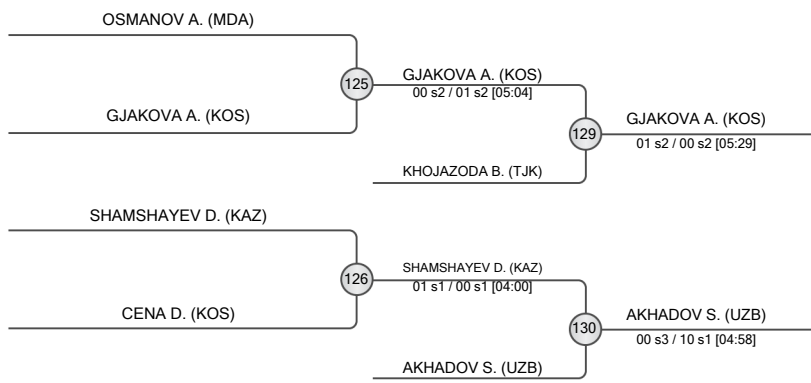 OSMANOV A. (MDA)
125
GJAKOVA A. (KOS)
00 s2 / 01 s2 [05:04]
GJAKOVA A. (KOS)
129
GJAKOVA A. (KOS)
01 s2 / 00 s2 [05:29]
KHOJAZODA B. (TJK)
SHAMSHAYEV D. (KAZ)
126
SHAMSHAYEV D. (KAZ)
01 s1 / 00 s1 [04:00]
CENA D. (KOS)
130
AKHADOV S. (UZB)
00 s3 / 10 s1 [04:58]
AKHADOV S. (UZB)